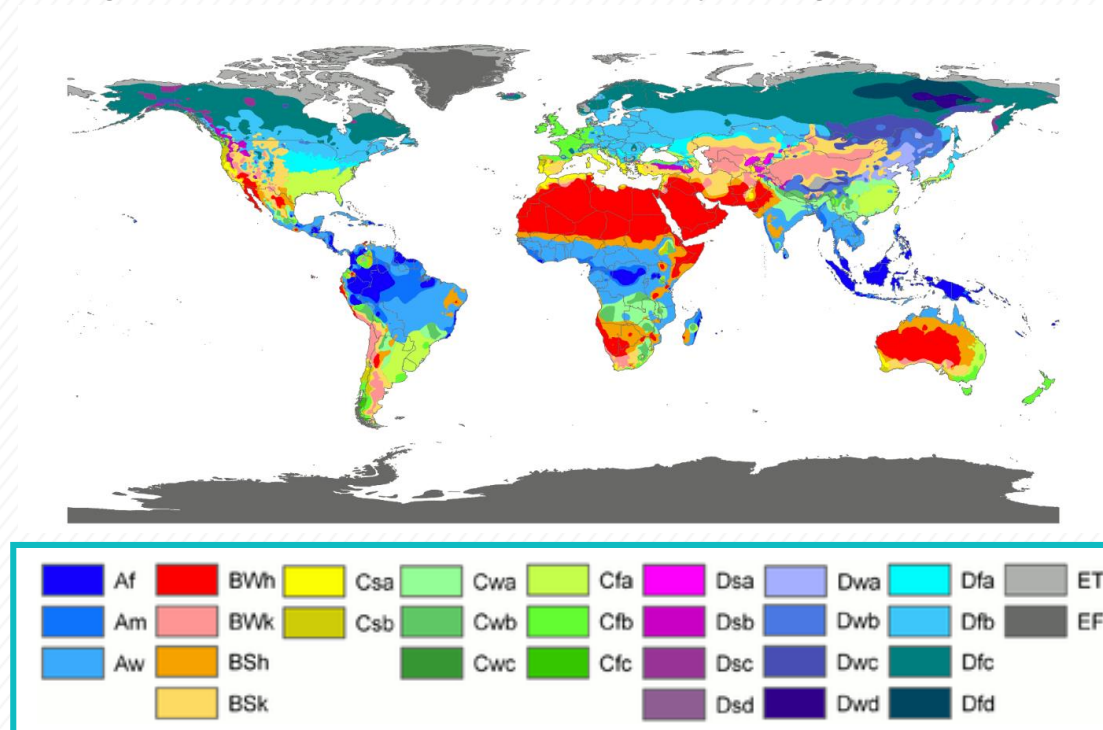 Af BWh Csa Cwa Cfa Dsa Dwa Dfa ET
Am BWk Csb Cwb Cfb Dsb Dwb Dfb EF
Aw BSh Cwc Cfc Dsc Dwc Dfc
BSk Dsd Dwd Dfd